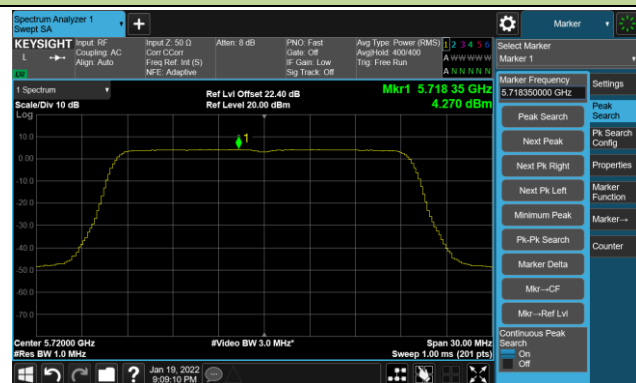 Spectrum Analyzer 1
Swept SA
Marker
KEYSIGHT
L
Input: RF
Coupling: AC
Align: Auto
Input Z: 50 Ω
Corr CCorr
Freq Ref: Int (S)
NFE: Adaptive
Atten: 8 dB
PNO: Fast
Gate: Off
IF Gain: Low
Sig Track: Off
Avg Type: Power (RMS)
Avg|Hold: 400/400
Trig: Free Run
1 2 3 4 5 6
A W W W W W
A N N N N N
Select Marker
Marker 1
1 Spectrum
Scale/Div 10 dB
Log
Ref Lvl Offset 22.40 dB
Ref Level 20.00 dBm
Mkr1 5.718 35 GHz
4.270 dBm
1
10.0
0.00
-10.0
-20.0
-30.0
-40.0
-50.0
-60.0
-70.0
Center 5.72000 GHz
#Res BW 1.0 MHz
#Video BW 3.0 MHz*
Span 30.00 MHz
Sweep 1.00 ms (201 pts)
Marker Frequency
5.718350000 GHz
Peak Search
Next Peak
Next Pk Right
Next Pk Left
Minimum Peak
Pk-Pk Search
Marker Delta
Mkr→CF
Mkr→Ref Lvl
Continuous Peak
Search
On
Off
Settings
Peak
Search
Pk Search
Config
Properties
Marker
Function
Marker→
Counter
Jan 19, 2022
9:09:10 PM